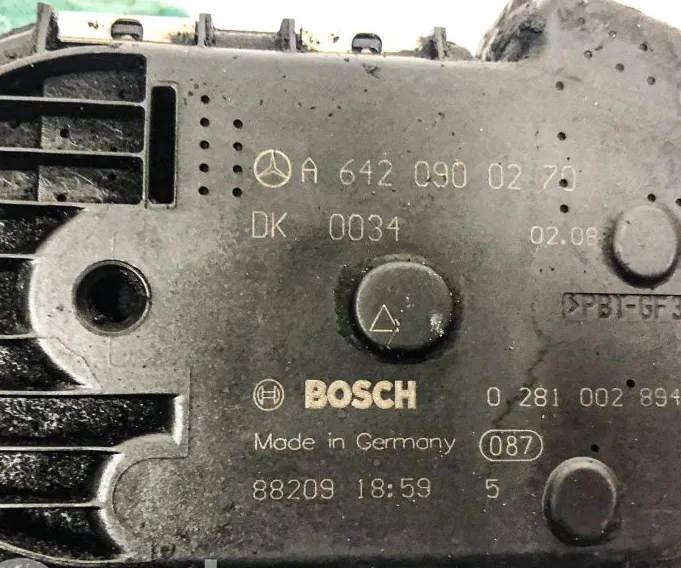 A 642 090 02 70
DK 0034 02.08
>PBT-GF3
BOSCH 0 281 002 894
Made in Germany 087
88209 18:59 5